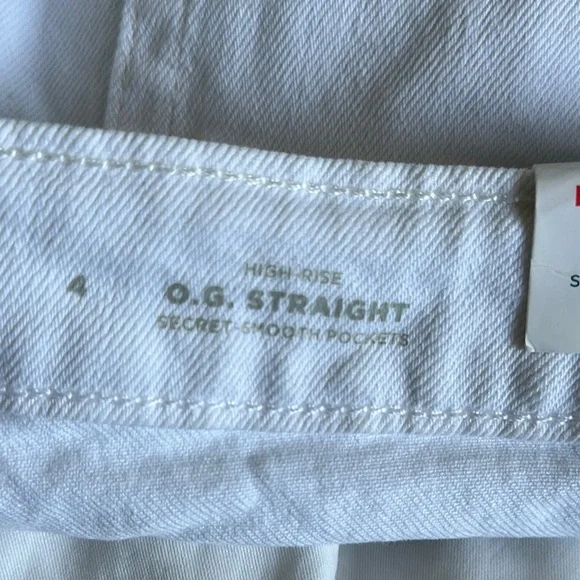 HIGH-RISE
4 O.G. STRAIGHT
SECRET-SMOOTH POCKETS
S